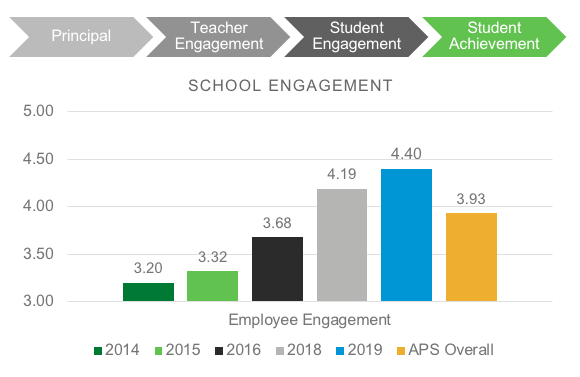 Principal
Teacher
Engagement
Student
Engagement
Student
Achievement
SCHOOL ENGAGEMENT
5.00
4.50
4.00
3.50
3.00
3.20
3.32
3.68
4.19
4.40
3.93
Employee Engagement
2014 2015 2016 2018 2019 APS Overall